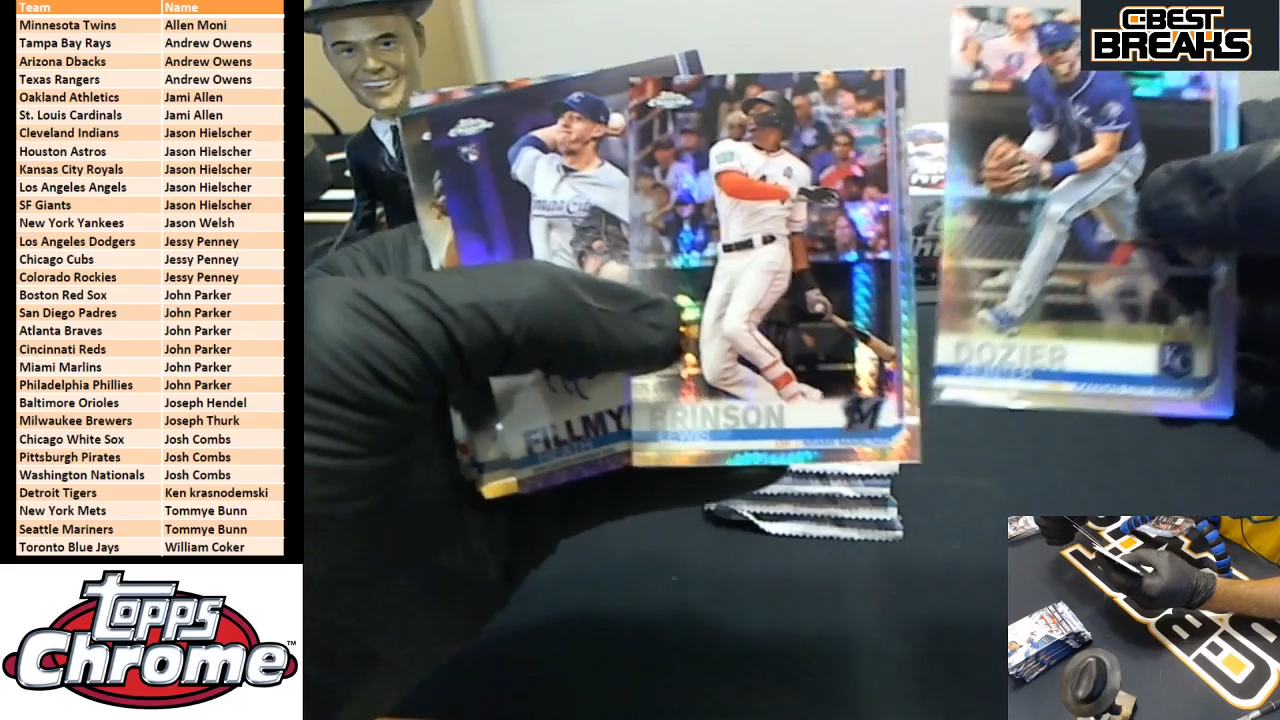 Team Name
Minnesota Twins Allen Moni
Tampa Bay Rays Andrew Owens
Arizona Dbacks Andrew Owens
Texas Rangers Andrew Owens
Oakland Athletics Jami Allen
St. Louis Cardinals Jami Allen
Cleveland Indians Jason Hielscher
Houston Astros Jason Hielscher
Kansas City Royals Jason Hielscher
Los Angeles Angels Jason Hielscher
SF Giants Jason Hielscher
New York Yankees Jason Welsh
Los Angeles Dodgers Jessy Penney
Chicago Cubs Jessy Penney
Colorado Rockies Jessy Penney
Boston Red Sox John Parker
San Diego Padres John Parker
Atlanta Braves John Parker
Cincinnati Reds John Parker
Miami Marlins John Parker
Philadelphia Phillies John Parker
Baltimore Orioles Joseph Hendel
Milwaukee Brewers Joseph Thurk
Chicago White Sox Josh Combs
Pittsburgh Pirates Josh Combs
Washington Nationals Josh Combs
Detroit Tigers Ken krasnodemski
New York Mets Tommye Bunn
Seattle Mariners Tommye Bunn
Toronto Blue Jays William Coker
Topps
Chrome™
C-BEST
BREAKS
FILLMY
BRINSON
LEWIS
M
DOZIER
KC